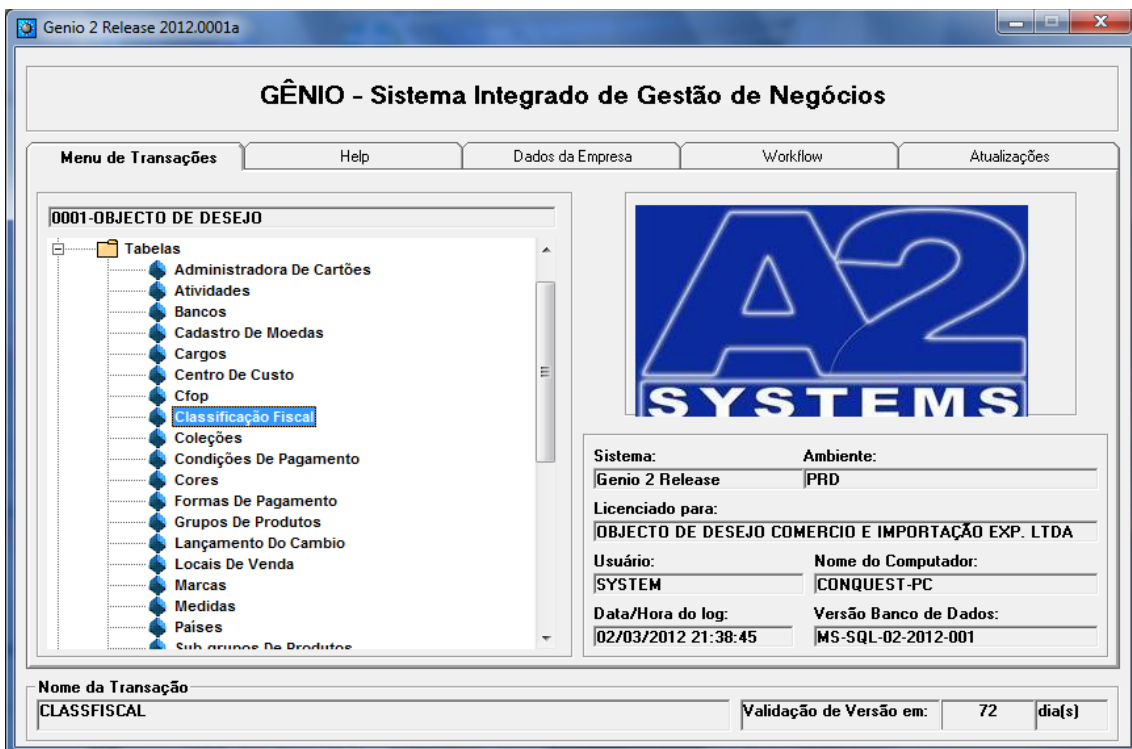 Genio 2 Release 2012.0001a
GÊNIO - Sistema Integrado de Gestão de Negócios
Menu de Transações Help Dados da Empresa Workflow Atualizações
0001-OBJECTO DE DESEJO
Tabelas
Administradora De Cartões
Atividades
Bancos
Cadastro De Moedas
Cargos
Centro De Custo
Cfop
Classificação Fiscal
Coleções
Condições De Pagamento
Cores
Formas De Pagamento
Grupos De Produtos
Lançamento Do Cambio
Locais De Venda
Marcas
Medidas
Países
Sub grupos De Produtos
A2
SYSTEMS
Sistema: Ambiente:
Genio 2 Release PRD
Licenciado para:
OBJECTO DE DESEJO COMERCIO E IMPORTAÇÃO EXP. LTDA
Usuário: Nome do Computador:
SYSTEM CONQUEST-PC
Data/Hora do log: Versão Banco de Dados:
02/03/2012 21:38:45 MS-SQL-02-2012-001
Nome da Transação
CLASSFISCAL Validação de Versão em: 72 dia(s)